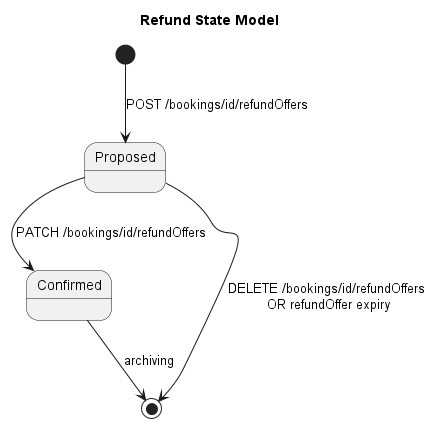 Refund State Model
POST /bookings/id/refundOffers
Proposed
PATCH /bookings/id/refundOffers
Confirmed
DELETE /bookings/id/refundOffers
OR refundOffer expiry
archiving